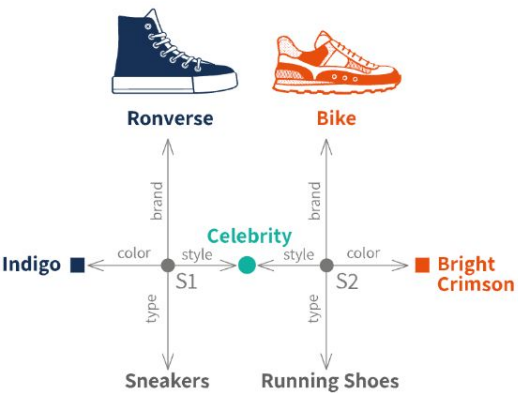 Ronverse
Bike
brand
brand
Celebrity
Indigo
color
style
style
color
Bright
Crimson
S1
S2
type
type
Sneakers
Running Shoes